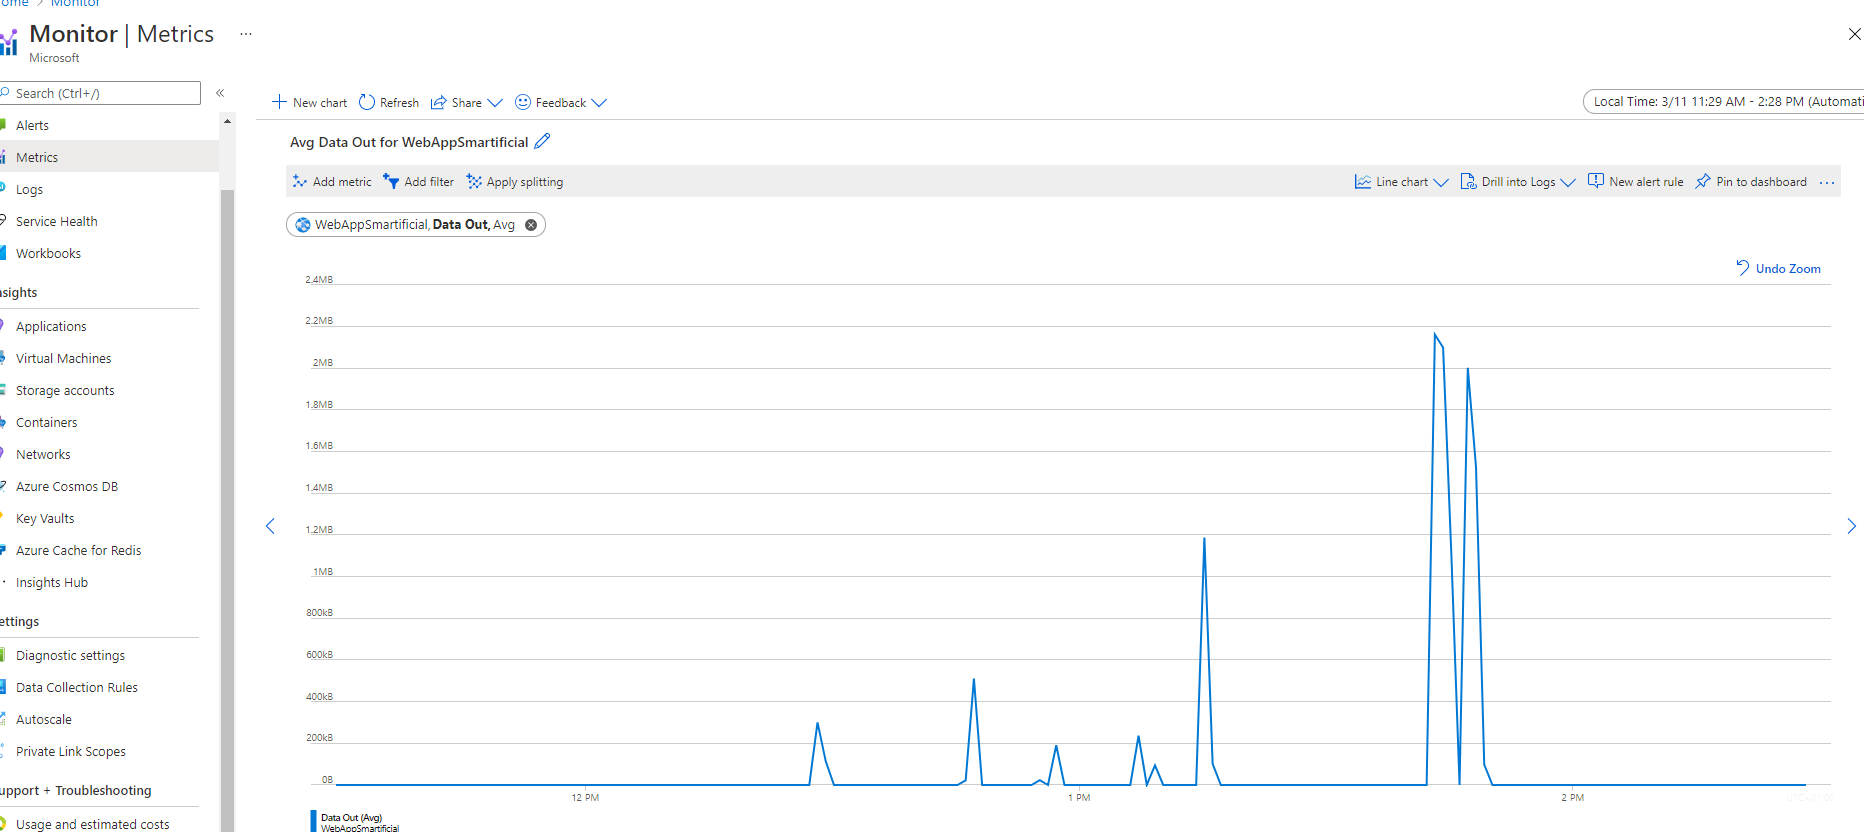 ome > Monitor
Monitor | Metrics ...
Microsoft
Search (Ctrl+/)
«
Alerts
Metrics
Logs
Service Health
Workbooks
nsights
Applications
Virtual Machines
Storage accounts
Containers
Networks
Azure Cosmos DB
Key Vaults
Azure Cache for Redis
Insights Hub
ettings
Diagnostic settings
Data Collection Rules
Autoscale
Private Link Scopes
upport + Troubleshooting
Usage and estimated costs
New chart Refresh Share Feedback
Local Time: 3/11 11:29 AM - 2:28 PM (Automati
Avg Data Out for WebAppSmartificial
Add metric Add filter Apply splitting Line chart Drill into Logs New alert rule Pin to dashboard ...
WebAppSmartificial, Data Out, Avg
Undo Zoom
2.4MB
2.2MB
2MB
1.8MB
1.6MB
1.4MB
1.2MB
1MB
800kB
600kB
400kB
200kB
0B
12 PM 1 PM 2 PM
Data Out (Avg)
WebAppSmartificial